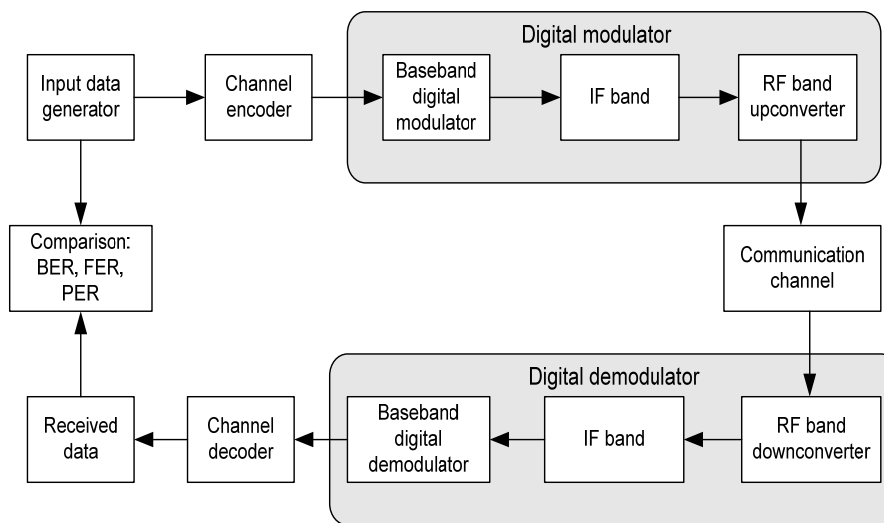 Digital modulator
Input data
generator
Channel
encoder
Baseband
digital
modulator
IF band
RF band
upconverter
Comparison:
BER, FER,
PER
Communication
channel
Digital demodulator
Received
data
Channel
decoder
Baseband
digital
demodulator
IF band
RF band
downconverter